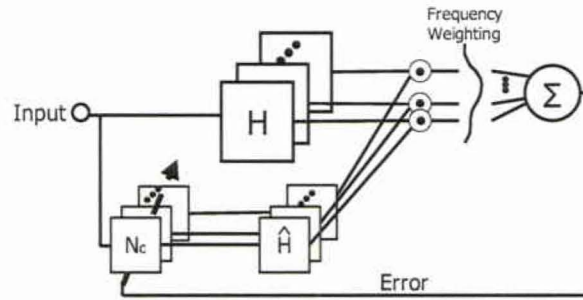 Frequency
Weighting
Input
H
Σ
Nc
Ĥ
Error